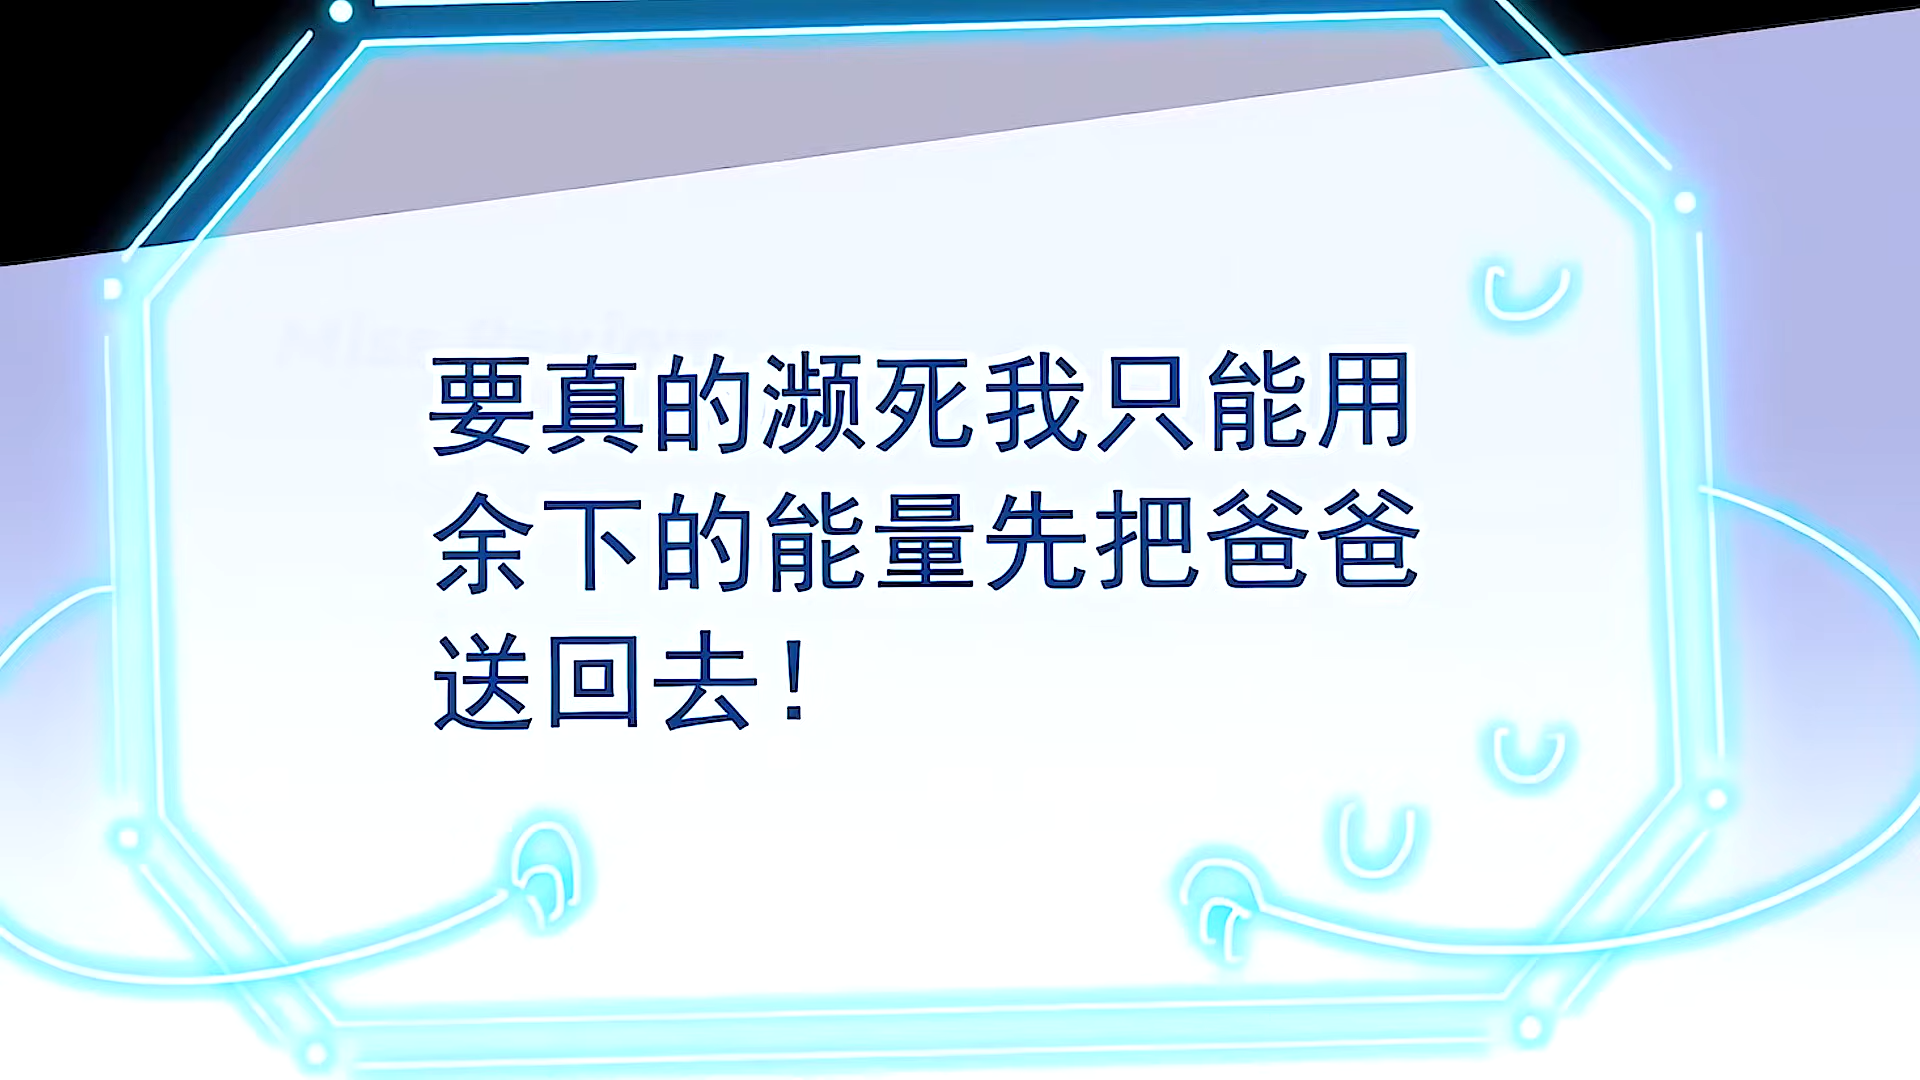 要真的濒死我只能用
余下的能量先把爸爸
送回去！